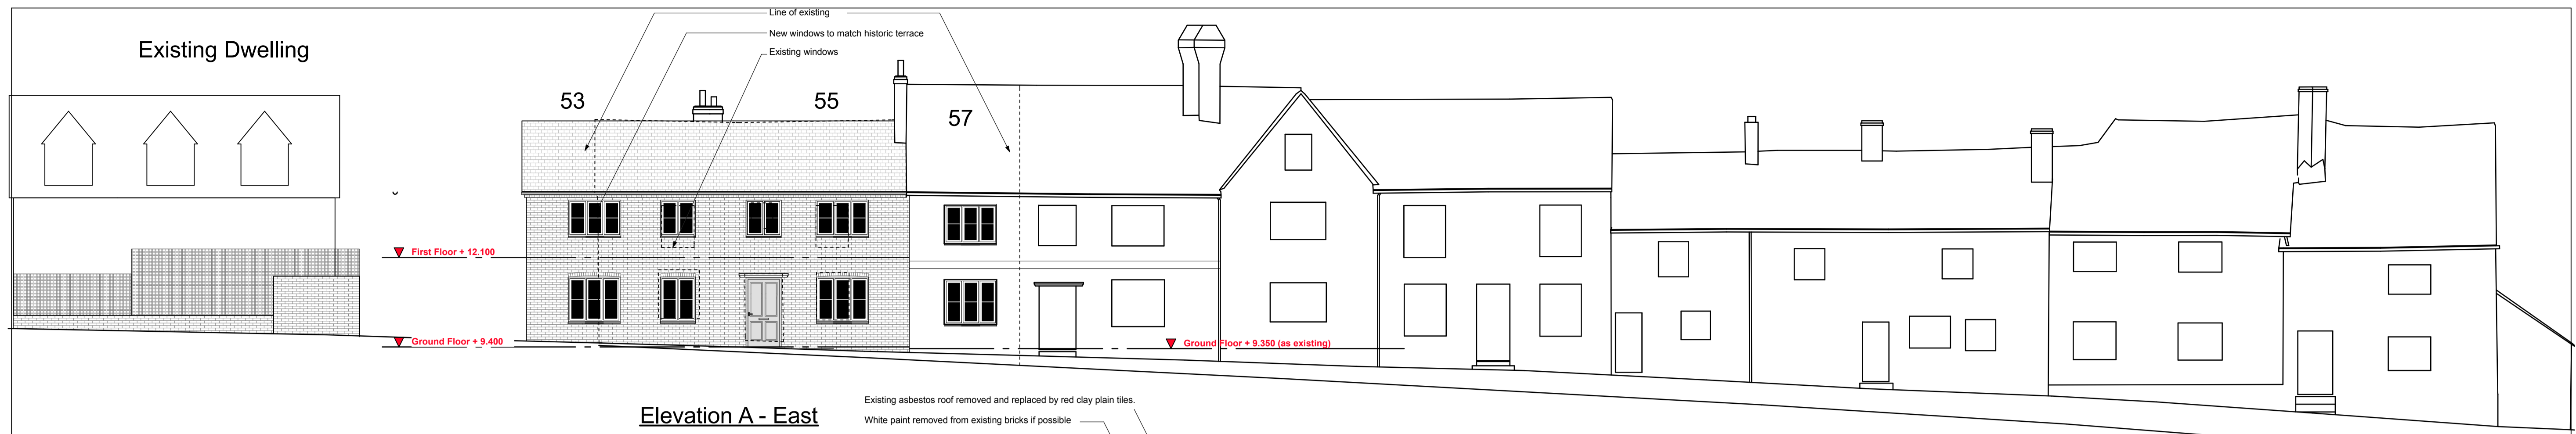 Line of existing
New windows to match historic terrace
Existing windows
Existing Dwelling
53
55
57
First Floor + 12.100
Ground Floor + 9.400
Ground Floor + 9.350 (as existing)
Elevation A - East
Existing asbestos roof removed and replaced by red clay plain tiles.
White paint removed from existing bricks if possible